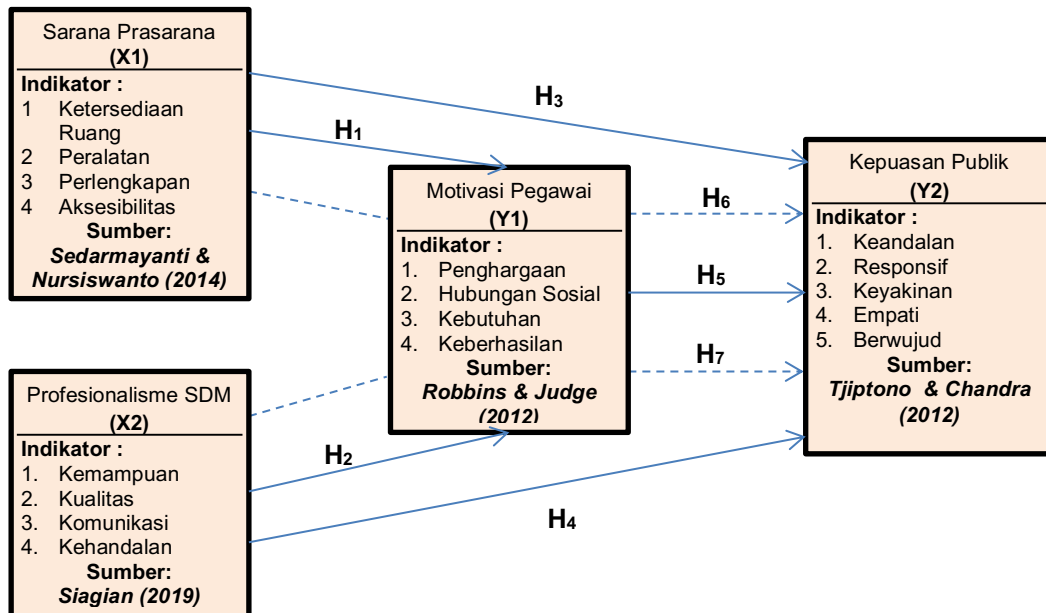 Sarana Prasarana
(X1)
Indikator :
1 Ketersediaan
Ruang
2 Peralatan
3 Perlengkapan
4 Aksesibilitas
Sumber:
Sedarmayanti &
Nursiswanto (2014)
H3
H1
Motivasi Pegawai
(Y1)
Indikator :
1. Penghargaan
2. Hubungan Sosial
3. Kebutuhan
4. Keberhasilan
Sumber:
Robbins & Judge
(2012)
H6
H5
H7
Kepuasan Publik
(Y2)
Indikator :
1. Keandalan
2. Responsif
3. Keyakinan
4. Empati
5. Berwujud
Sumber:
Tjiptono & Chandra
(2012)
Profesionalisme SDM
(X2)
Indikator :
1. Kemampuan
2. Kualitas
3. Komunikasi
4. Kehandalan
Sumber:
Siagian (2019)
H2
H4